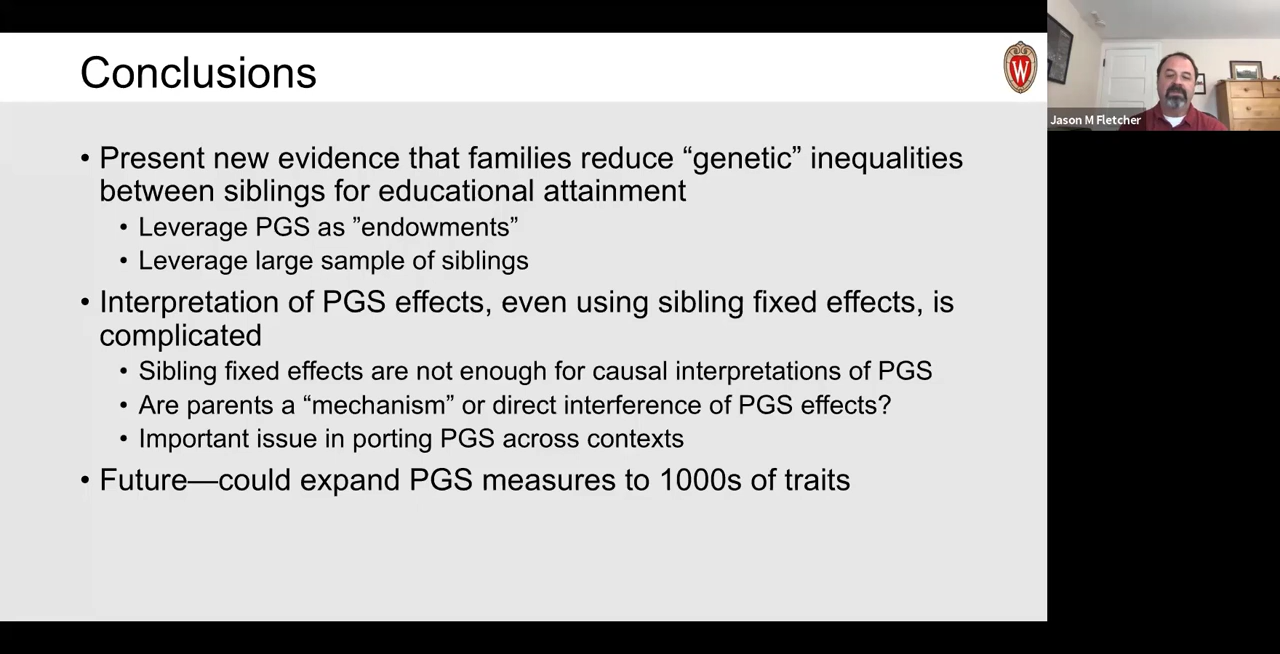 Conclusions
W
Jason M Fletcher
• Present new evidence that families reduce “genetic” inequalities
between siblings for educational attainment
• Leverage PGS as ”endowments”
• Leverage large sample of siblings
• Interpretation of PGS effects, even using sibling fixed effects, is
complicated
• Sibling fixed effects are not enough for causal interpretations of PGS
• Are parents a “mechanism” or direct interference of PGS effects?
• Important issue in porting PGS across contexts
• Future—could expand PGS measures to 1000s of traits